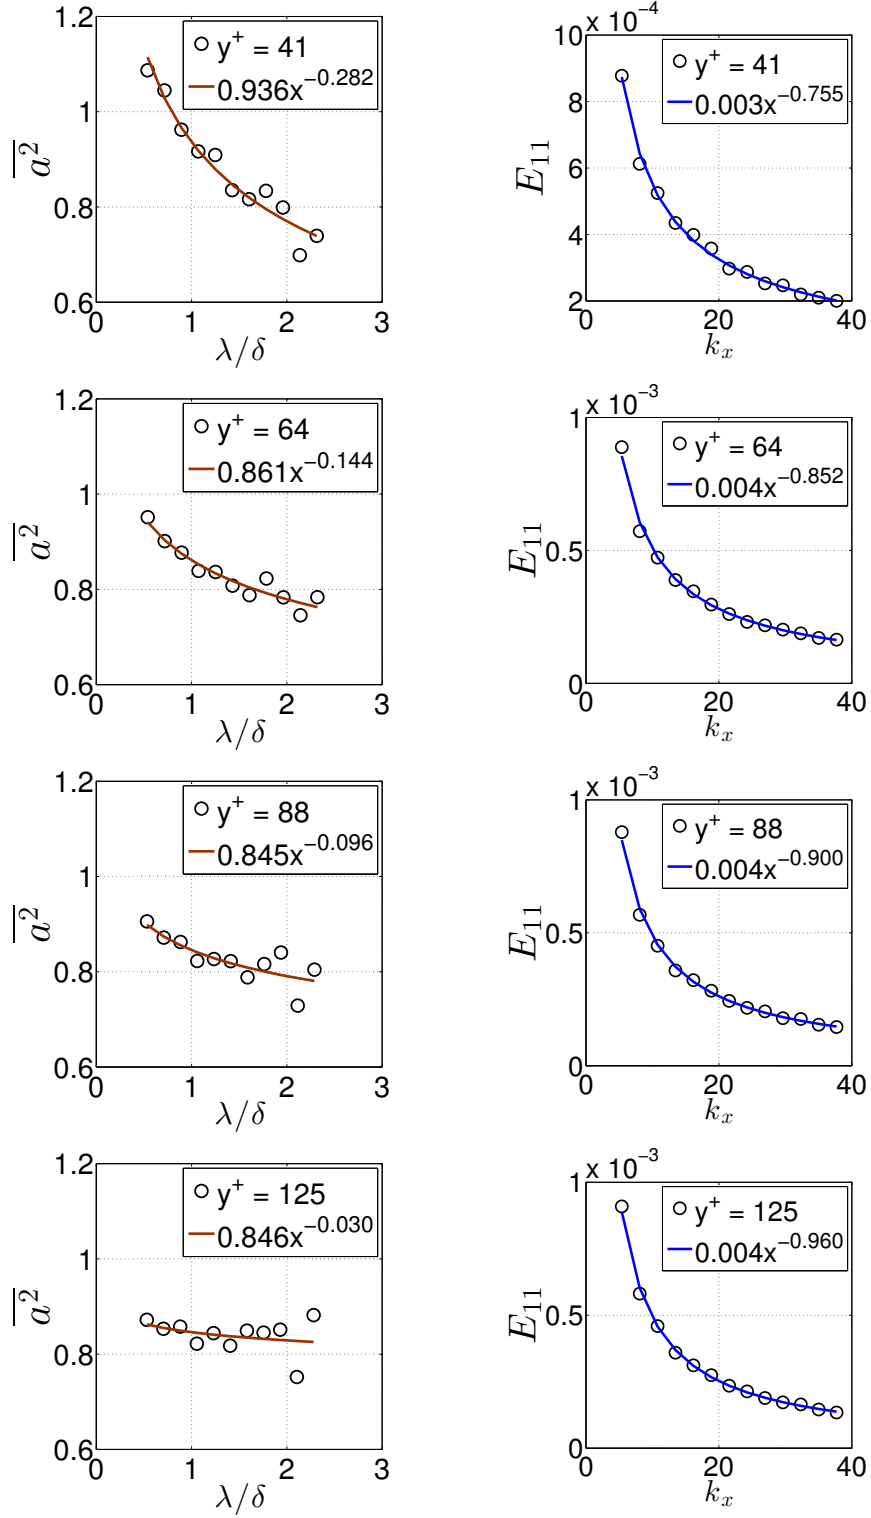 1.2
1
0.8
0.6
0 1 2 3
a²
λ/δ
y⁺ = 41
0.936x⁻⁰·²⁸²
10 x 10⁻⁴
8
6
4
2
0 20 40
E₁₁
kₓ
y⁺ = 41
0.003x⁻⁰·⁷⁵⁵
1.2
1
0.8
0.6
0 1 2 3
a²
λ/δ
y⁺ = 64
0.861x⁻⁰·¹⁴⁴
1 x 10⁻³
0.5
0
0 20 40
E₁₁
kₓ
y⁺ = 64
0.004x⁻⁰·⁸⁵²
1.2
1
0.8
0.6
0 1 2 3
a²
λ/δ
y⁺ = 88
0.845x⁻⁰·⁰⁹⁶
1 x 10⁻³
0.5
0
0 20 40
E₁₁
kₓ
y⁺ = 88
0.004x⁻⁰·⁹⁰⁰
1.2
1
0.8
0.6
0 1 2 3
a²
λ/δ
y⁺ = 125
0.846x⁻⁰·⁰³⁰
1 x 10⁻³
0.5
0
0 20 40
E₁₁
kₓ
y⁺ = 125
0.004x⁻⁰·⁹⁶⁰